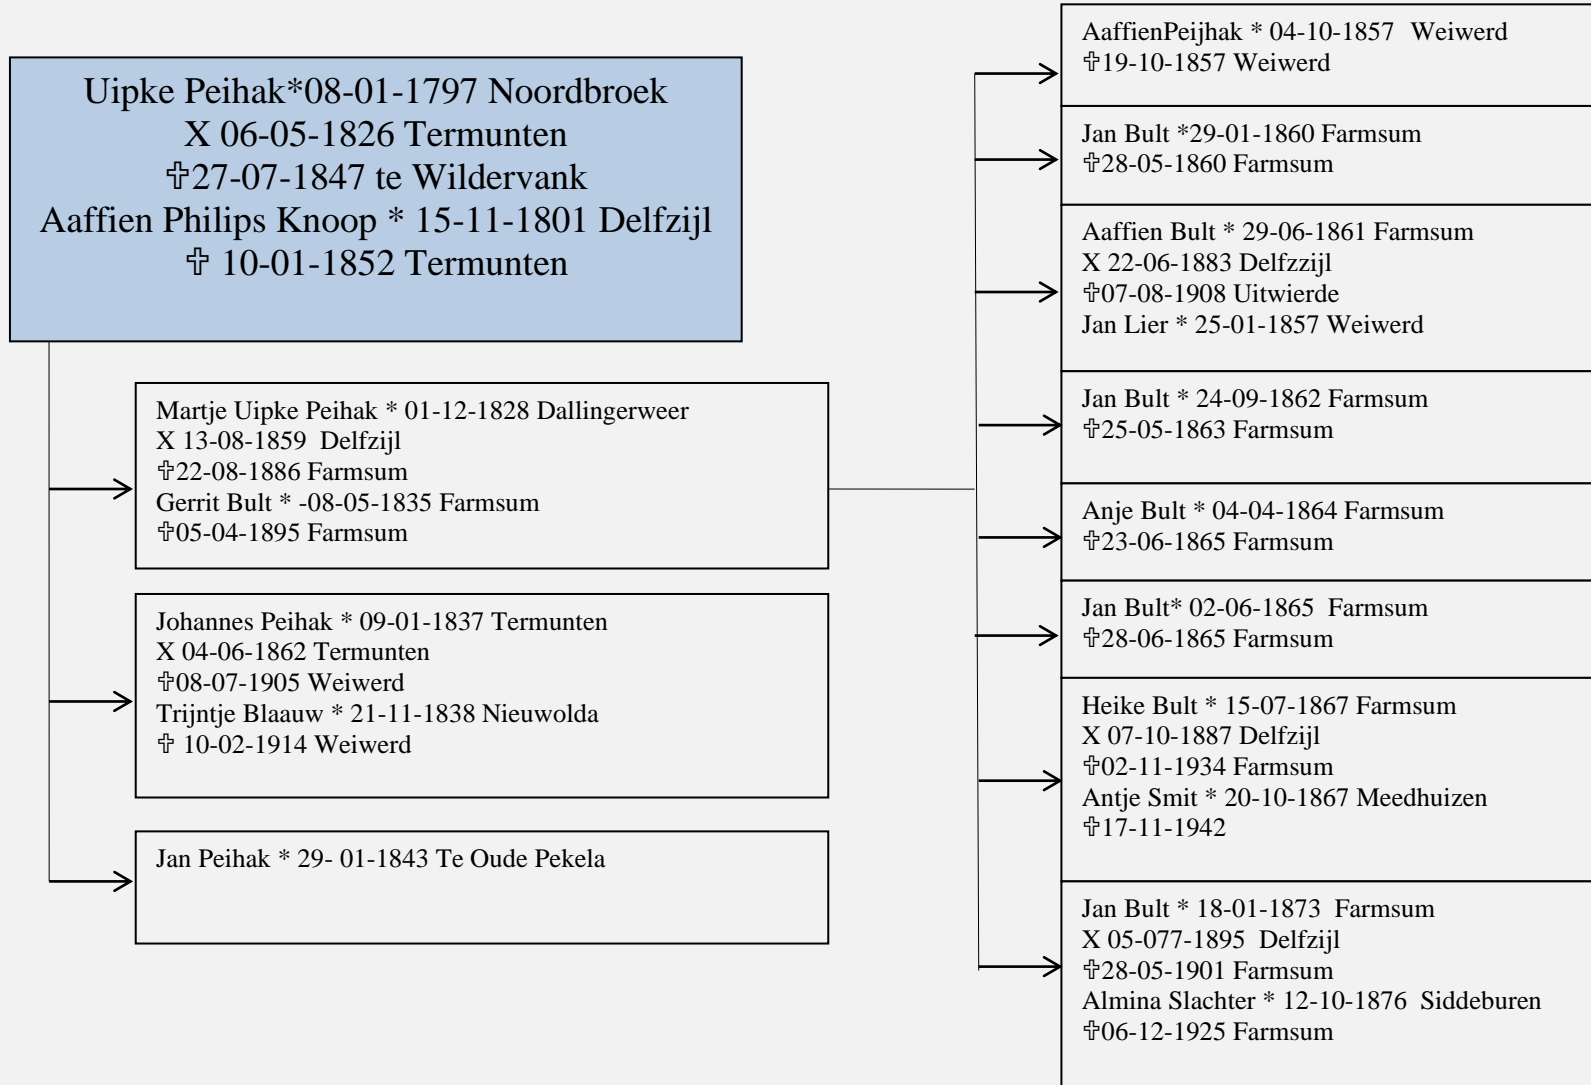 Uipke Peihak*08-01-1797 Noordbroek
X 06-05-1826 Termunten
✞27-07-1847 te Wildervank
Aaffien Philips Knoop * 15-11-1801 Delfzijl
✞ 10-01-1852 Termunten
Martje Uipke Peihak * 01-12-1828 Dallingerweer
X 13-08-1859  Delfzijl
✞22-08-1886 Farmsum
Gerrit Bult * -08-05-1835 Farmsum
✞05-04-1895 Farmsum
Johannes Peihak * 09-01-1837 Termunten
X 04-06-1862 Termunten
✞08-07-1905 Weiwerd
Trijntje Blaauw * 21-11-1838 Nieuwolda
✞ 10-02-1914 Weiwerd
Jan Peihak * 29- 01-1843 Te Oude Pekela
AaffienPeijhak * 04-10-1857  Weiwerd
✞19-10-1857 Weiwerd
Jan Bult *29-01-1860 Farmsum
✞28-05-1860 Farmsum
Aaffien Bult * 29-06-1861 Farmsum
X 22-06-1883 Delfzzijl
✞07-08-1908 Uitwierde
Jan Lier * 25-01-1857 Weiwerd
Jan Bult * 24-09-1862 Farmsum
✞25-05-1863 Farmsum
Anje Bult * 04-04-1864 Farmsum
✞23-06-1865 Farmsum
Jan Bult* 02-06-1865  Farmsum
✞28-06-1865 Farmsum
Heike Bult * 15-07-1867 Farmsum
X 07-10-1887 Delfzijl
✞02-11-1934 Farmsum
Antje Smit * 20-10-1867 Meedhuizen
✞17-11-1942
Jan Bult * 18-01-1873  Farmsum
X 05-077-1895  Delfzijl
✞28-05-1901 Farmsum
Almina Slachter * 12-10-1876  Siddeburen
✞06-12-1925 Farmsum